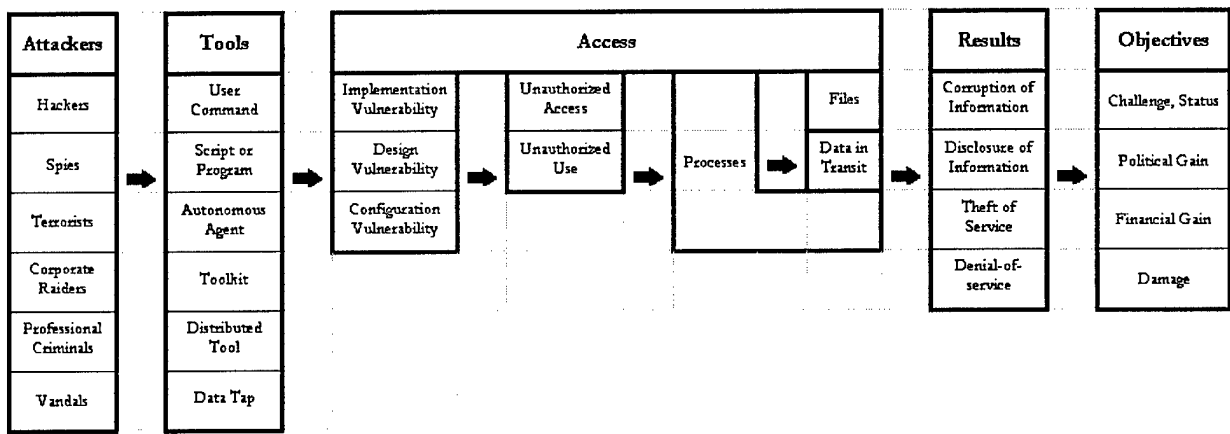 Attackers
Hackers
Spies
Terrorists
Corporate
Raiders
Professional
Criminals
Vandals
Tools
User
Command
Script or
Program
Autonomous
Agent
Toolkit
Distributed
Tool
Data Tap
Access
Implementation
Vulnerability
Design
Vulnerability
Configuration
Vulnerability
Unauthorized
Access
Unauthorized
Use
Processes
Files
Data in
Transit
Results
Corruption of
Information
Disclosure of
Information
Theft of
Service
Denial-of-
service
Objectives
Challenge, Status
Political Gain
Financial Gain
Damage